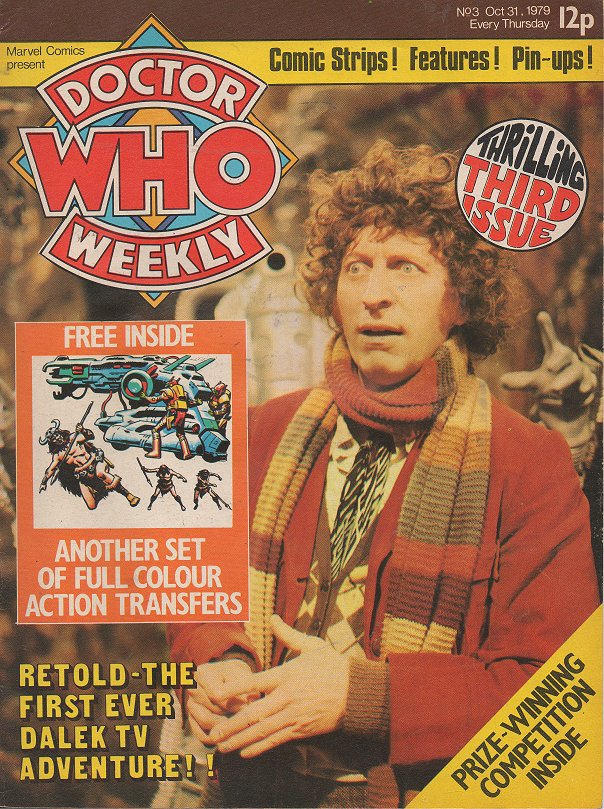 Nº3 Oct 31, 1979
Every Thursday
12p
Marvel Comics
present
Comic Strips! Features! Pin-ups!
DOCTOR
WHO
WEEKLY
THRILLING
THIRD
ISSUE
FREE INSIDE
ANOTHER SET
OF FULL COLOUR
ACTION TRANSFERS
RETOLD-THE
FIRST EVER
DALEK TV
ADVENTURE!!
PRIZE-WINNING
COMPETITION
INSIDE